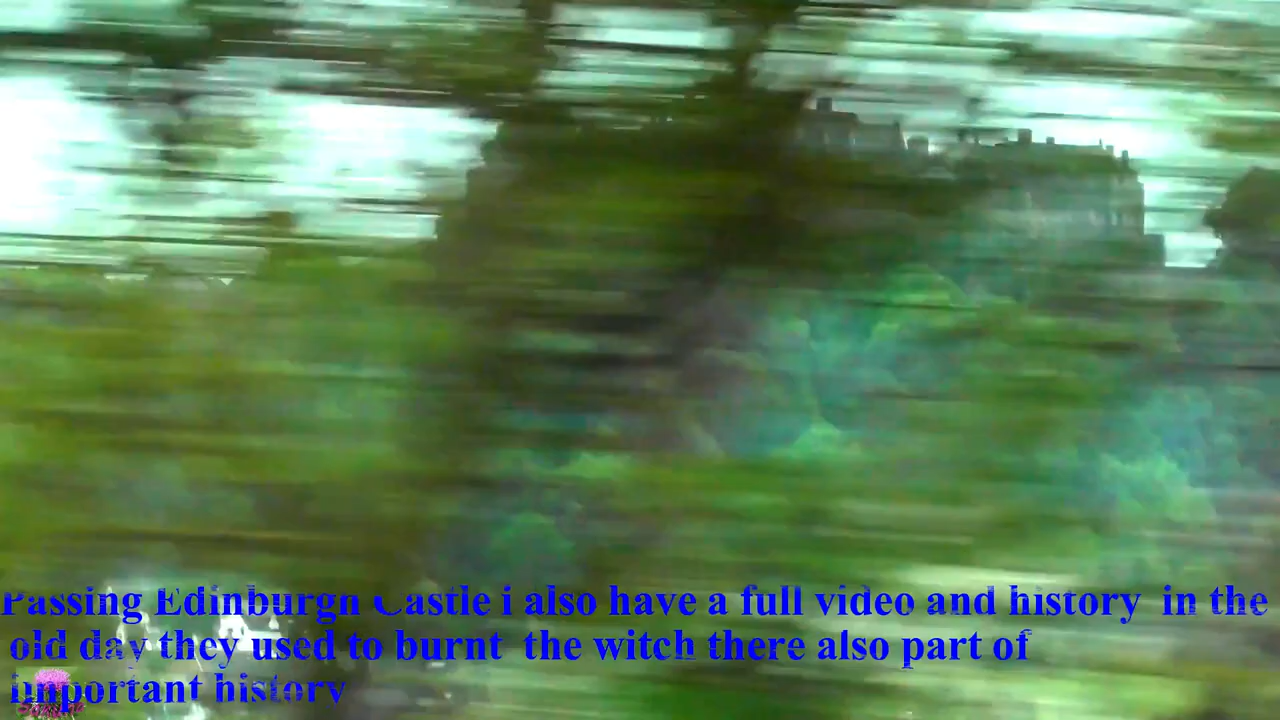 Passing Edinburgh Castle i also have a full video and history in the
old day they used to burnt the witch there also part of
important history